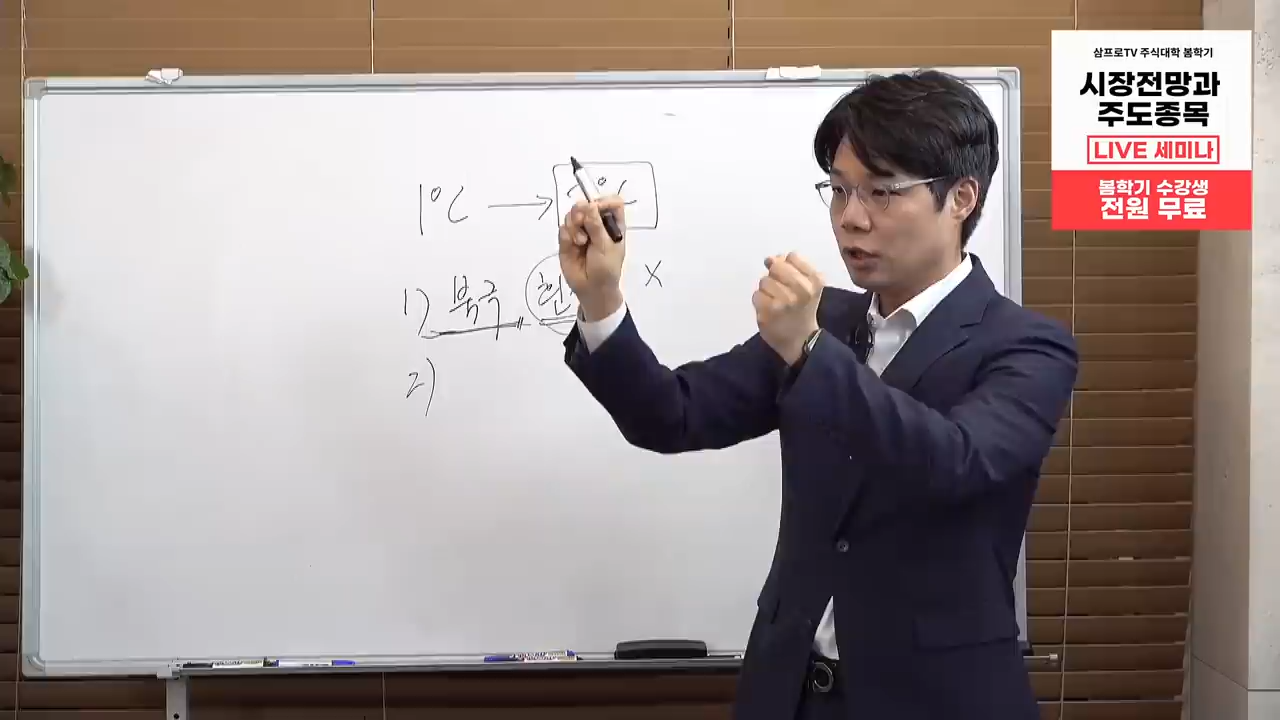 삼프로TV 주식대학 봄학기
시장전망과
주도종목
LIVE 세미나
봄학기 수강생
전원 무료
1℃ →
1) 북극 X
2)